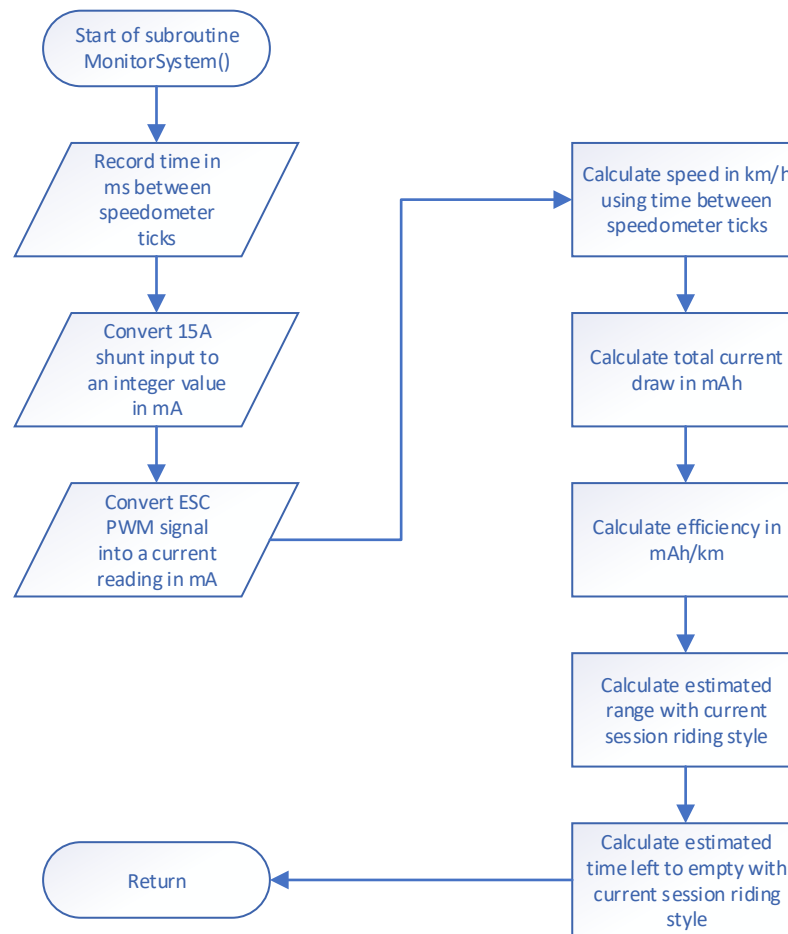 Start of subroutine
MonitorSystem()
Record time in
ms between
speedometer
ticks
Convert 15A
shunt input to
an integer value
in mA
Convert ESC
PWM signal
into a current
reading in mA
Calculate speed in km/h
using time between
speedometer ticks
Calculate total current
draw in mAh
Calculate efficiency in
mAh/km
Calculate estimated
range with current
session riding style
Calculate estimated
time left to empty with
current session riding
style
Return